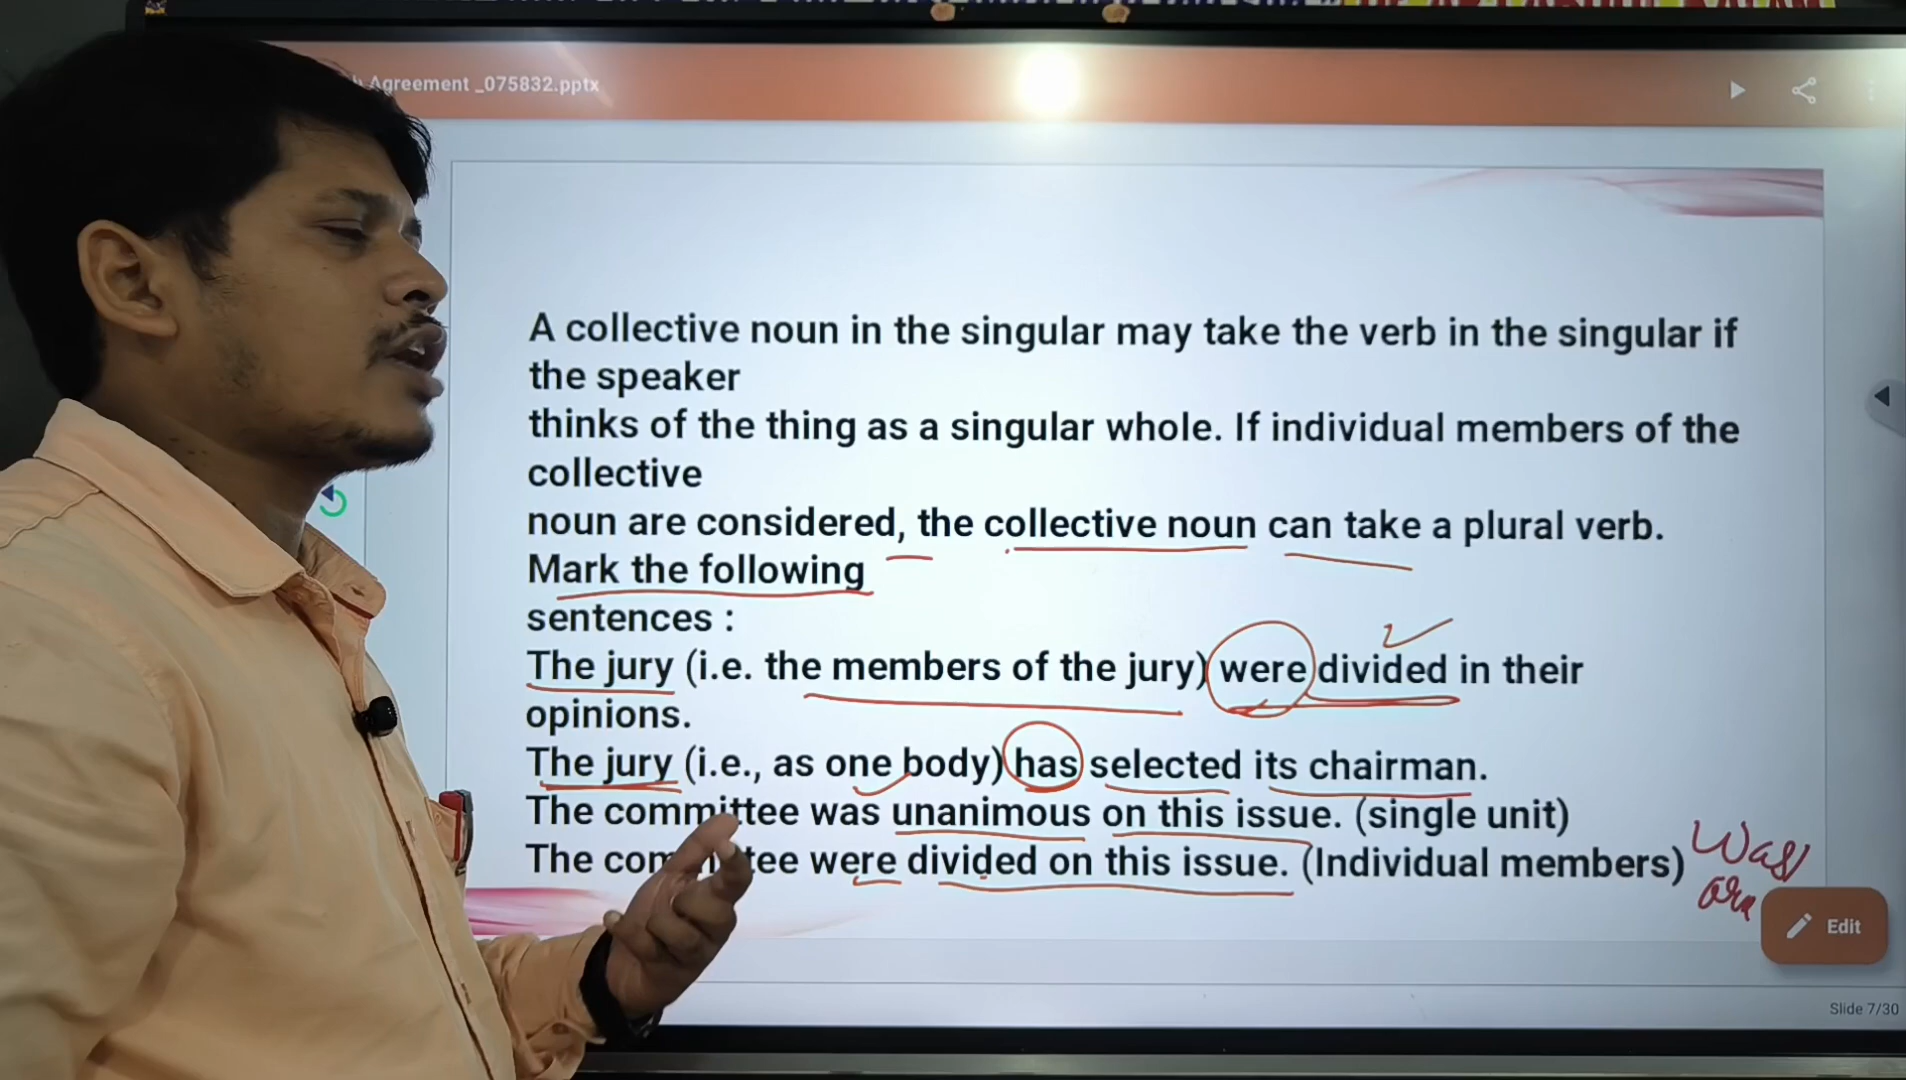 Agreement _075832.pptx
A collective noun in the singular may take the verb in the singular if
the speaker
thinks of the thing as a singular whole. If individual members of the
collective
noun are considered, the collective noun can take a plural verb.
Mark the following
sentences :
The jury (i.e. the members of the jury) were divided in their
opinions.
The jury (i.e., as one body) has selected its chairman.
The committee was unanimous on this issue. (single unit)
The were divided on this issue. (Individual members)
Was
are
Edit
Slide 7/30